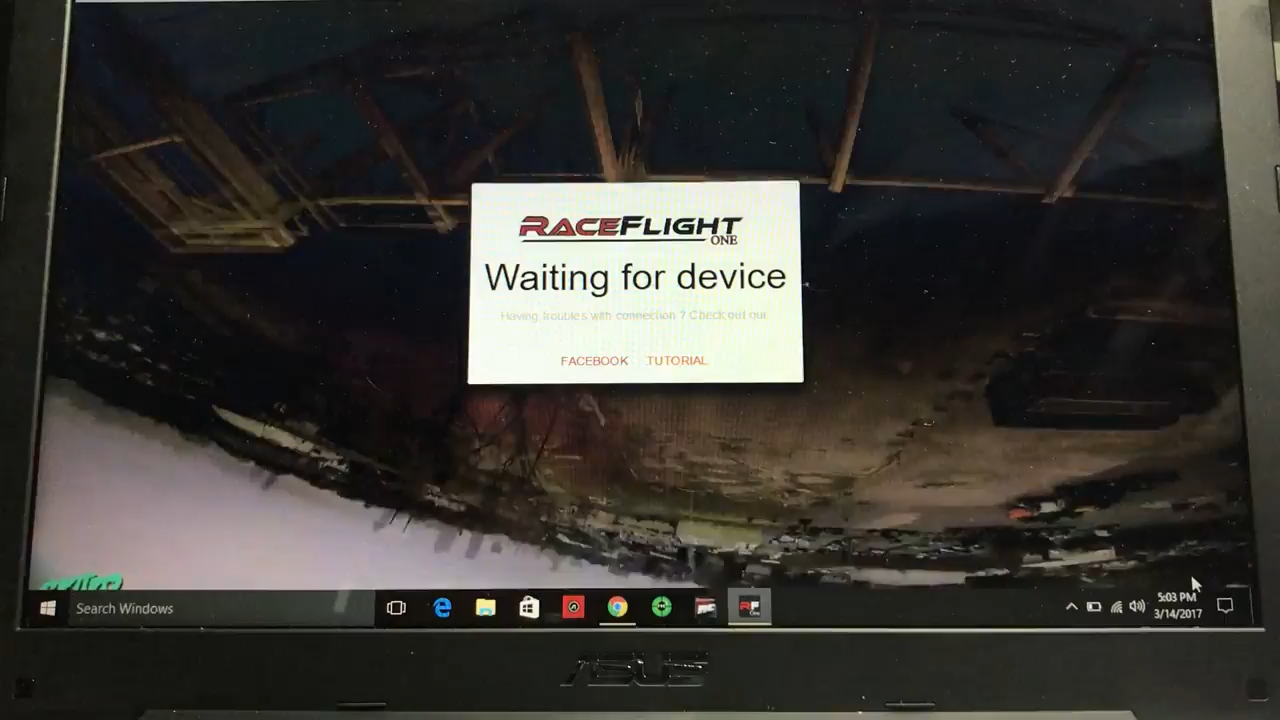 RACEFLIGHT
ONE
Waiting for device
Having troubles with connection ? Check out our
FACEBOOK TUTORIAL
Search Windows
5:03 PM
3/14/2017
ASUS